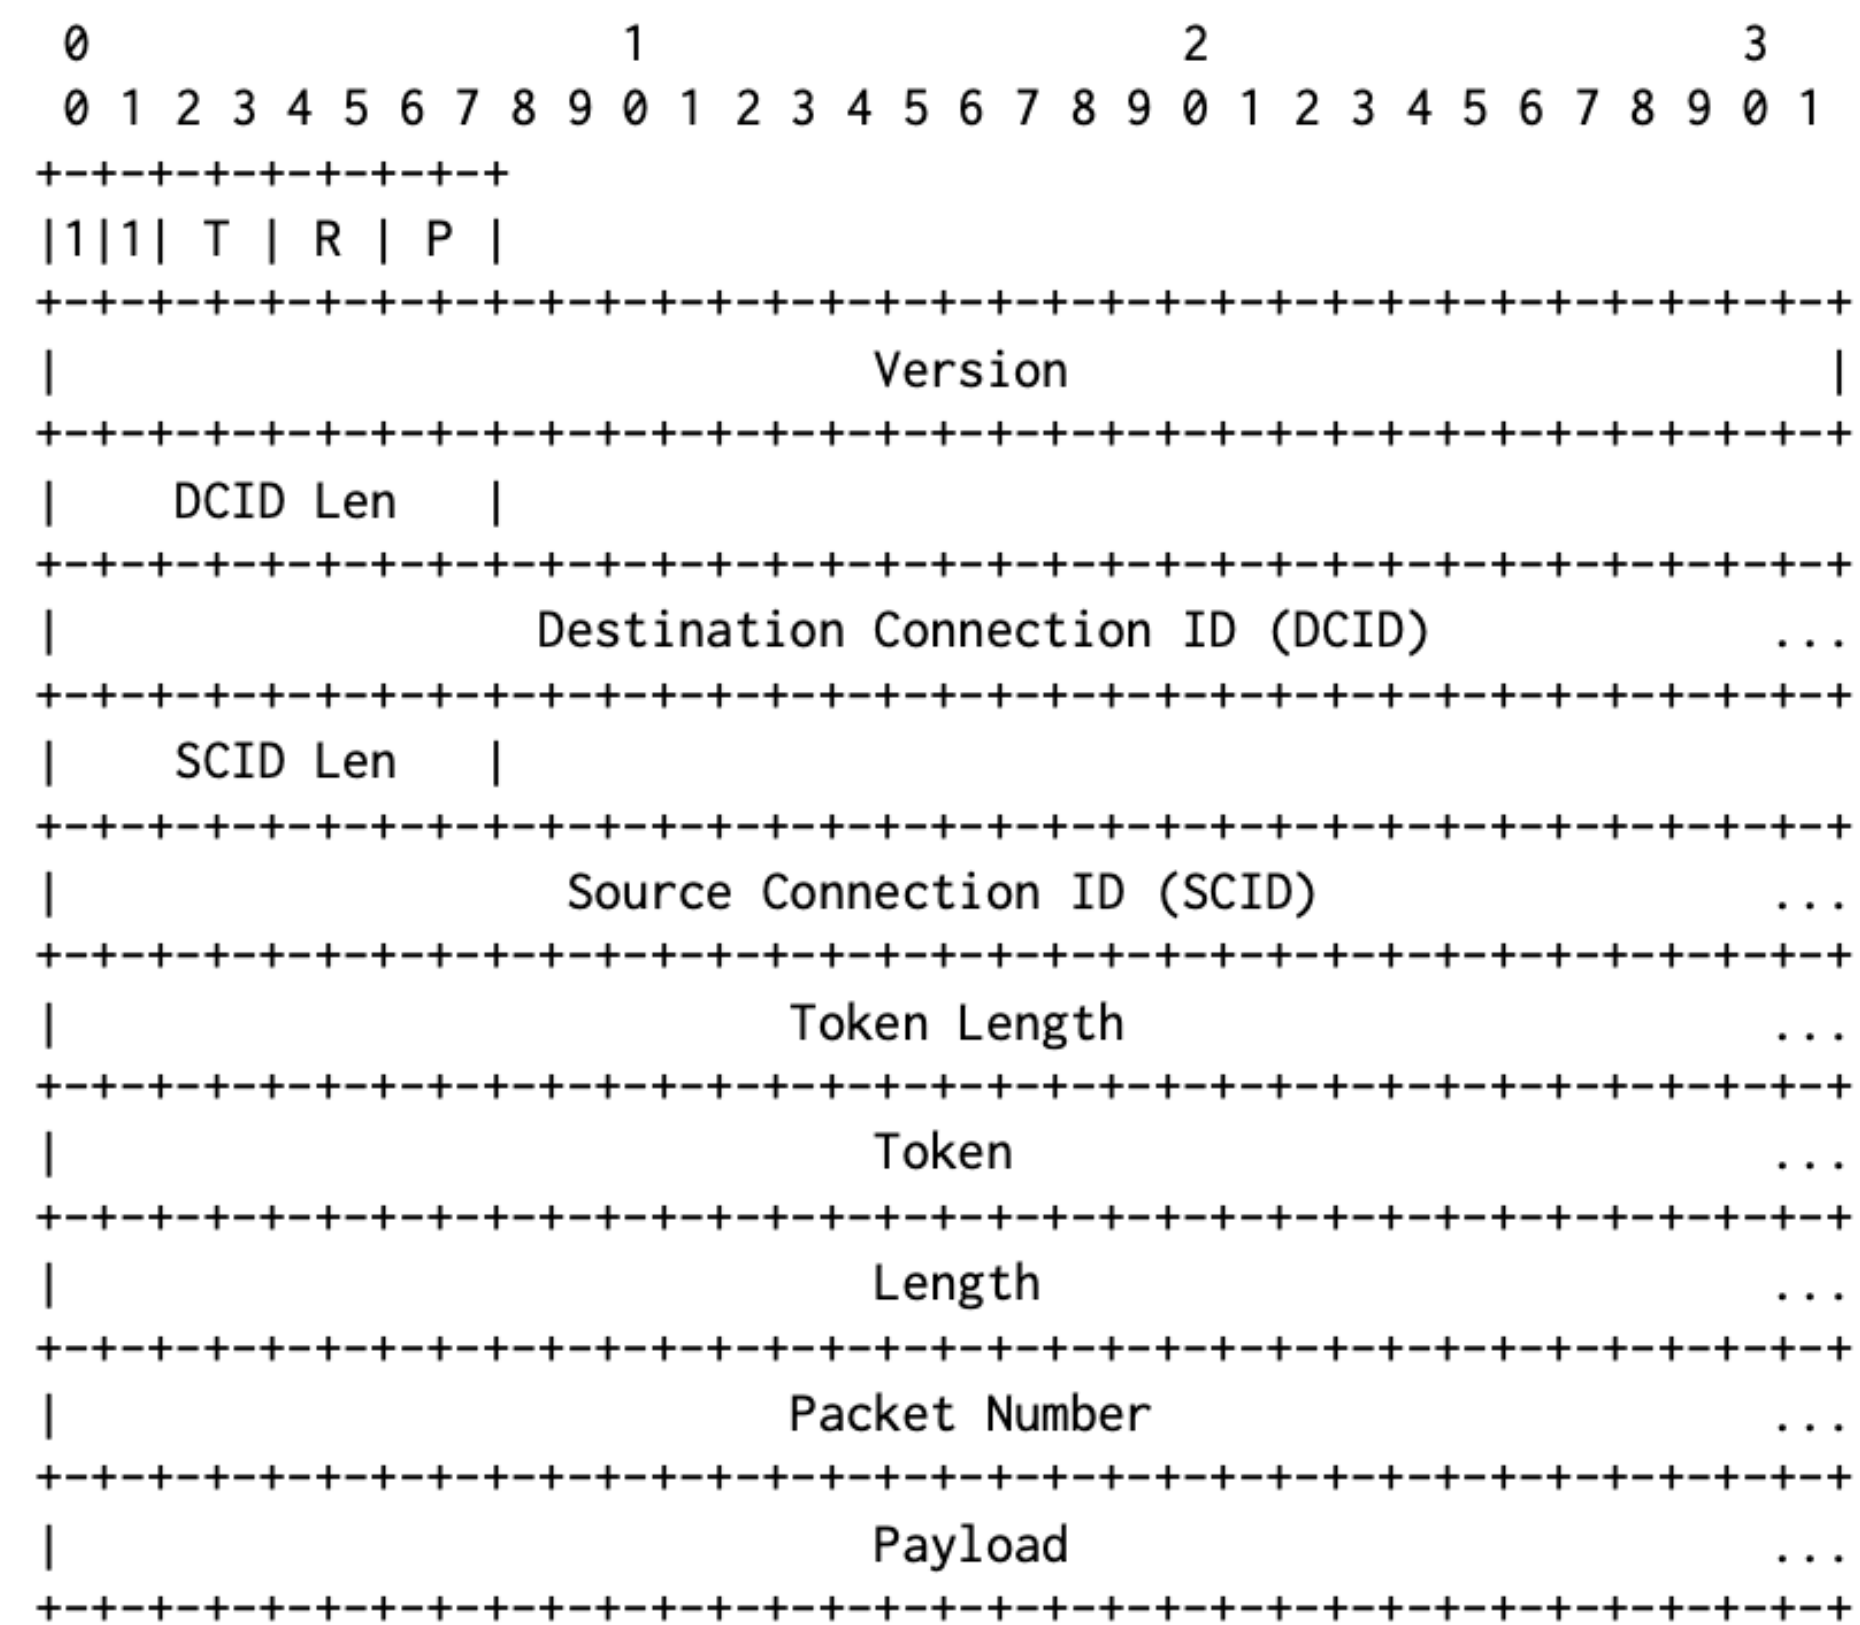 0                   1                   2                   3
 0 1 2 3 4 5 6 7 8 9 0 1 2 3 4 5 6 7 8 9 0 1 2 3 4 5 6 7 8 9 0 1
+-+-+-+-+-+-+-+-+
|1|1| T | R | P |
+-+-+-+-+-+-+-+-+-+-+-+-+-+-+-+-+-+-+-+-+-+-+-+-+-+-+-+-+-+-+-+-+
|                             Version                           |
+-+-+-+-+-+-+-+-+-+-+-+-+-+-+-+-+-+-+-+-+-+-+-+-+-+-+-+-+-+-+-+-+
|    DCID Len   |
+-+-+-+-+-+-+-+-+-+-+-+-+-+-+-+-+-+-+-+-+-+-+-+-+-+-+-+-+-+-+-+-+
|                 Destination Connection ID (DCID)            ...
+-+-+-+-+-+-+-+-+-+-+-+-+-+-+-+-+-+-+-+-+-+-+-+-+-+-+-+-+-+-+-+-+
|    SCID Len   |
+-+-+-+-+-+-+-+-+-+-+-+-+-+-+-+-+-+-+-+-+-+-+-+-+-+-+-+-+-+-+-+-+
|                  Source Connection ID (SCID)                ...
+-+-+-+-+-+-+-+-+-+-+-+-+-+-+-+-+-+-+-+-+-+-+-+-+-+-+-+-+-+-+-+-+
|                          Token Length                       ...
+-+-+-+-+-+-+-+-+-+-+-+-+-+-+-+-+-+-+-+-+-+-+-+-+-+-+-+-+-+-+-+-+
|                             Token                           ...
+-+-+-+-+-+-+-+-+-+-+-+-+-+-+-+-+-+-+-+-+-+-+-+-+-+-+-+-+-+-+-+-+
|                             Length                          ...
+-+-+-+-+-+-+-+-+-+-+-+-+-+-+-+-+-+-+-+-+-+-+-+-+-+-+-+-+-+-+-+-+
|                          Packet Number                      ...
+-+-+-+-+-+-+-+-+-+-+-+-+-+-+-+-+-+-+-+-+-+-+-+-+-+-+-+-+-+-+-+-+
|                             Payload                         ...
+-+-+-+-+-+-+-+-+-+-+-+-+-+-+-+-+-+-+-+-+-+-+-+-+-+-+-+-+-+-+-+-+